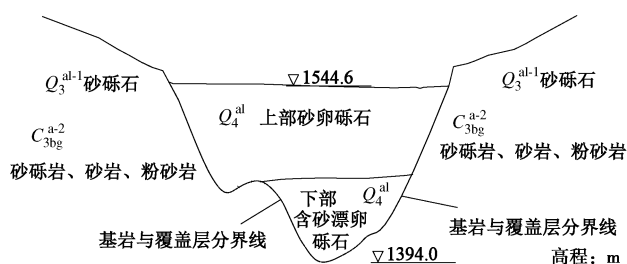 ▽1544.6
Q₃ᵃˡ⁻¹砂砾石
Q₃ᵃˡ⁻¹砂砾石
Q₄ᵃˡ 上部砂卵砾石
C₃bgᵃ⁻²
砂砾岩、砂岩、粉砂岩
C₃bgᵃ⁻²
砂砾岩、砂岩、粉砂岩
下部 Q₄ᵃˡ
含砂漂卵
砾石
基岩与覆盖层分界线
基岩与覆盖层分界线
▽1394.0
高程：m